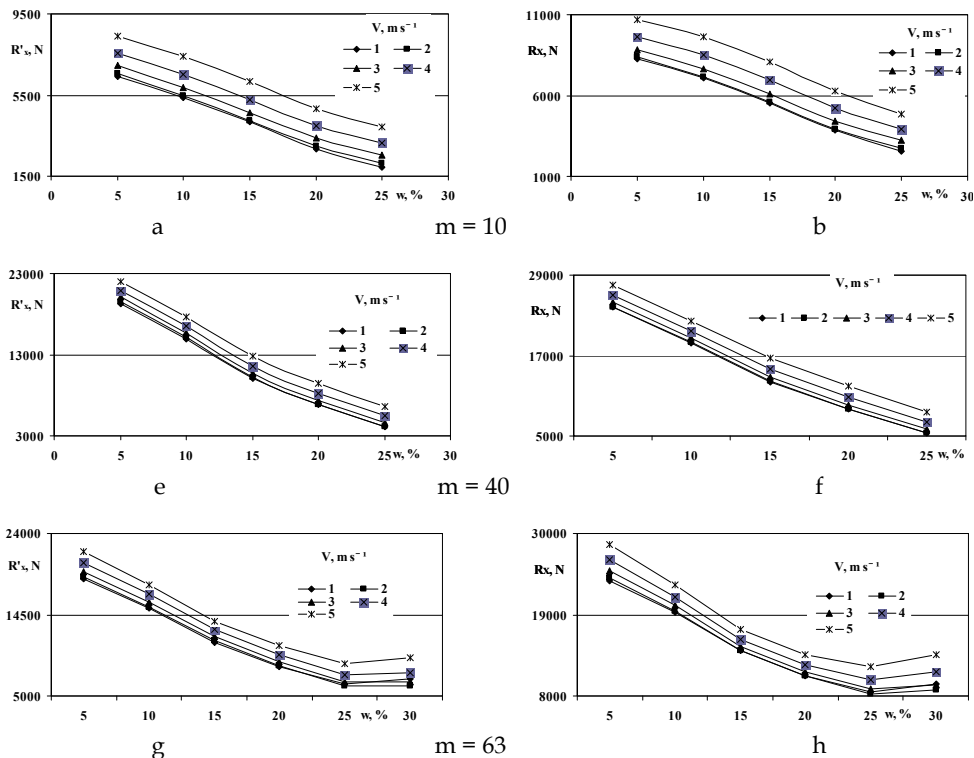 9500
R'ₓ, N
5500
1500
0 5 10 15 20 25 w, % 30
V, m s⁻¹
1 2
3 4
5
a
11000
Rx, N
6000
1000
0 5 10 15 20 25 w, % 30
V, m s⁻¹
1 2
3 4
5
b
m = 10
23000
R'ₓ, N
13000
3000
0 5 10 15 20 25 w, % 30
V, m s⁻¹
1 2
3 4
5
e
29000
Rx, N
17000
5000
5 10 15 20 25 w, %
V, m s⁻¹
1 2 3 4 5
f
m = 40
24000
R'ₓ, N
14500
5000
5 10 15 20 25 w, % 30
V, m s⁻¹
1 2
3 4
5
g
30000
Rx, N
19000
8000
5 10 15 20 25 w, % 30
V, m s⁻¹
1 2
3 4
5
h
m = 63